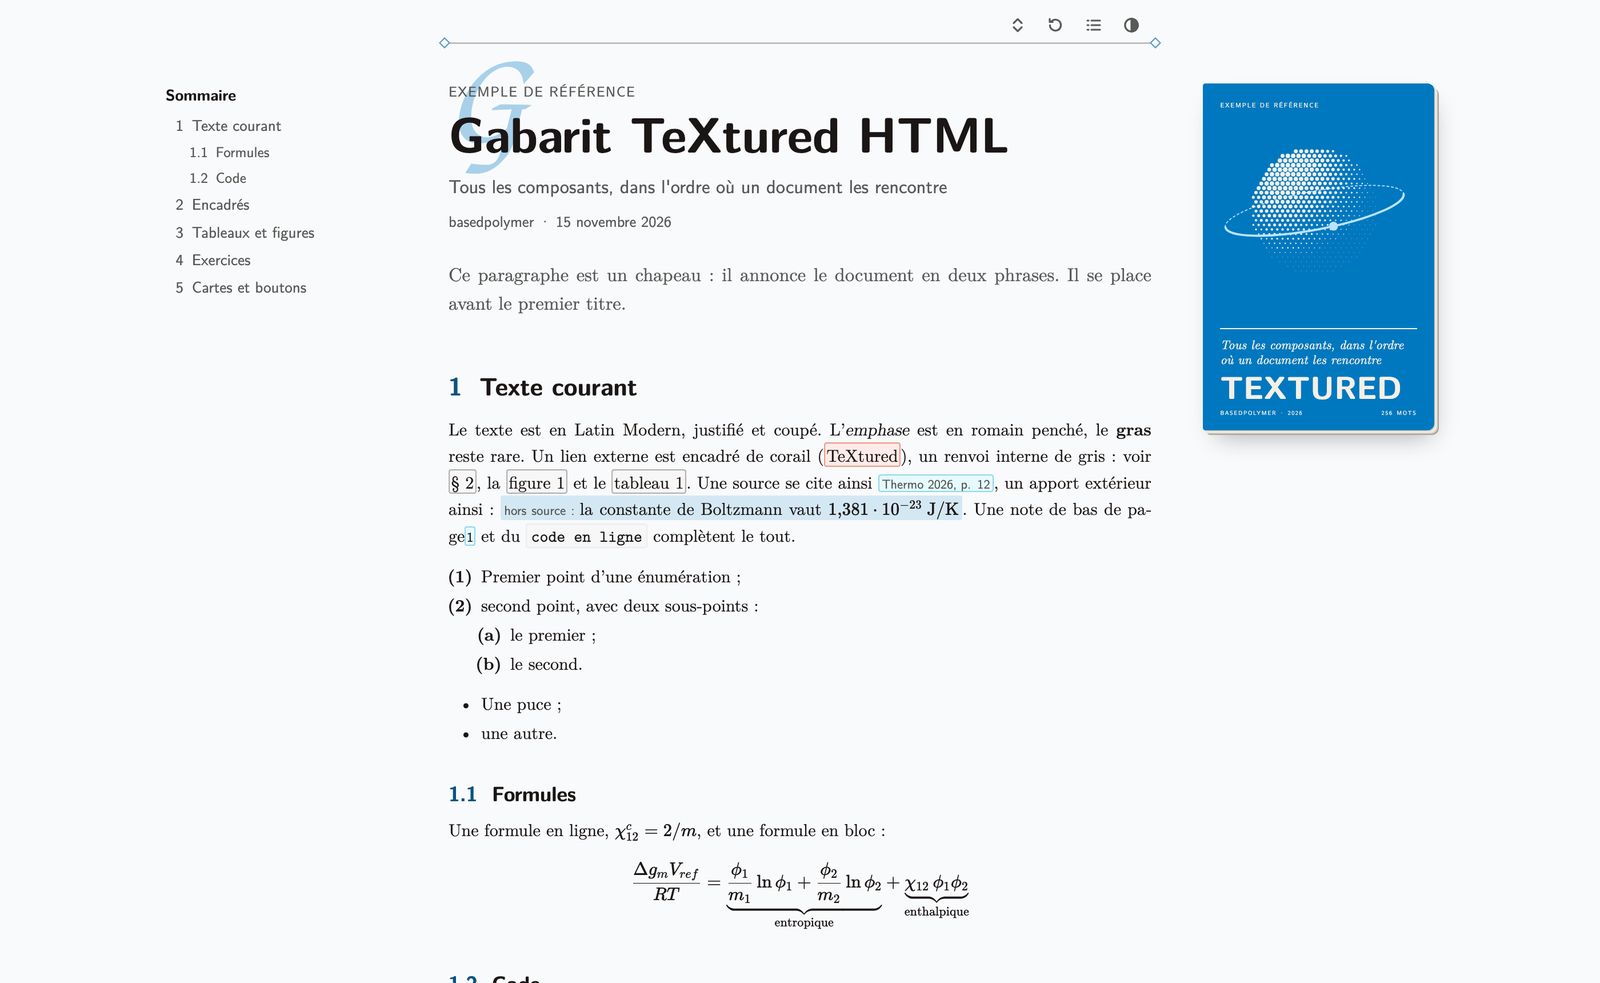 Sommaire
1 Texte courant
1.1 Formules
1.2 Code
2 Encadrés
3 Tableaux et figures
4 Exercices
5 Cartes et boutons
G
EXEMPLE DE RÉFÉRENCE
Gabarit TeXtured HTML
Tous les composants, dans l'ordre où un document les rencontre
basedpolymer · 15 novembre 2026
Ce paragraphe est un chapeau : il annonce le document en deux phrases. Il se place
avant le premier titre.
1 Texte courant
Le texte est en Latin Modern, justifié et coupé. L’emphase est en romain penché, le gras
reste rare. Un lien externe est encadré de corail (TeXtured), un renvoi interne de gris : voir
§ 2, la figure 1 et le tableau 1. Une source se cite ainsi Thermo 2026, p. 12, un apport extérieur
ainsi : hors source : la constante de Boltzmann vaut 1,381 · 10⁻²³ J/K. Une note de bas de pa-
ge1 et du code en ligne complètent le tout.
(1) Premier point d’une énumération ;
(2) second point, avec deux sous-points :
(a) le premier ;
(b) le second.
• Une puce ;
• une autre.
1.1 Formules
Une formule en ligne, χ₁₂ᶜ = 2/m, et une formule en bloc :
Δg_m V_ref / RT = ϕ₁/m₁ ln ϕ₁ + ϕ₂/m₂ ln ϕ₂ + χ₁₂ ϕ₁ϕ₂
entropique
enthalpique
1.2 Code
EXEMPLE DE RÉFÉRENCE
Tous les composants, dans l'ordre
où un document les rencontre
TEXTURED
BASEDPOLYMER · 2026
256 MOTS